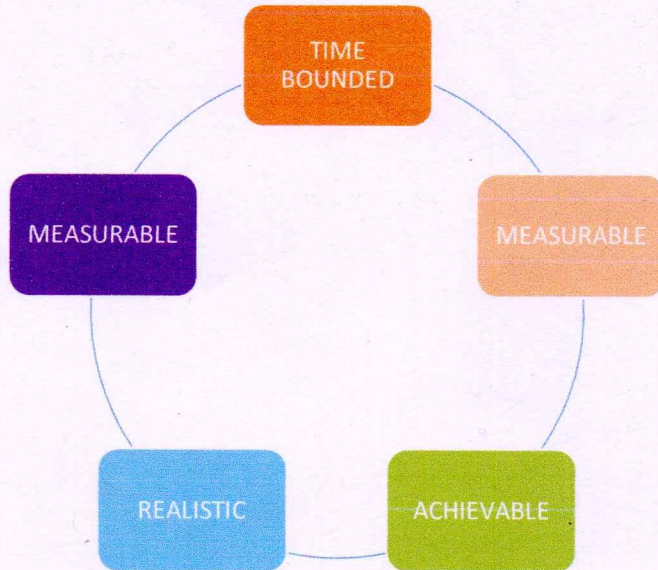 TIME
BOUNDED
MEASURABLE
MEASURABLE
REALISTIC
ACHIEVABLE